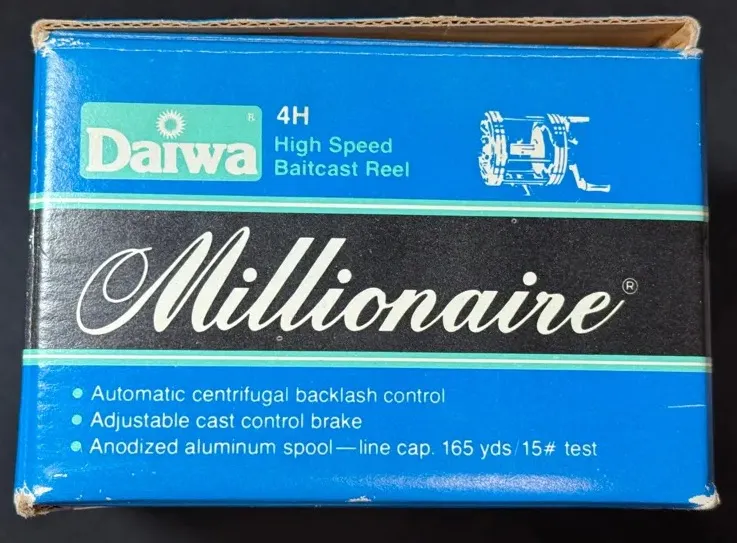 Daiwa ®
4H
High Speed
Baitcast Reel
Millionaire ®
• Automatic centrifugal backlash control
• Adjustable cast control brake
• Anodized aluminum spool—line cap. 165 yds/15# test